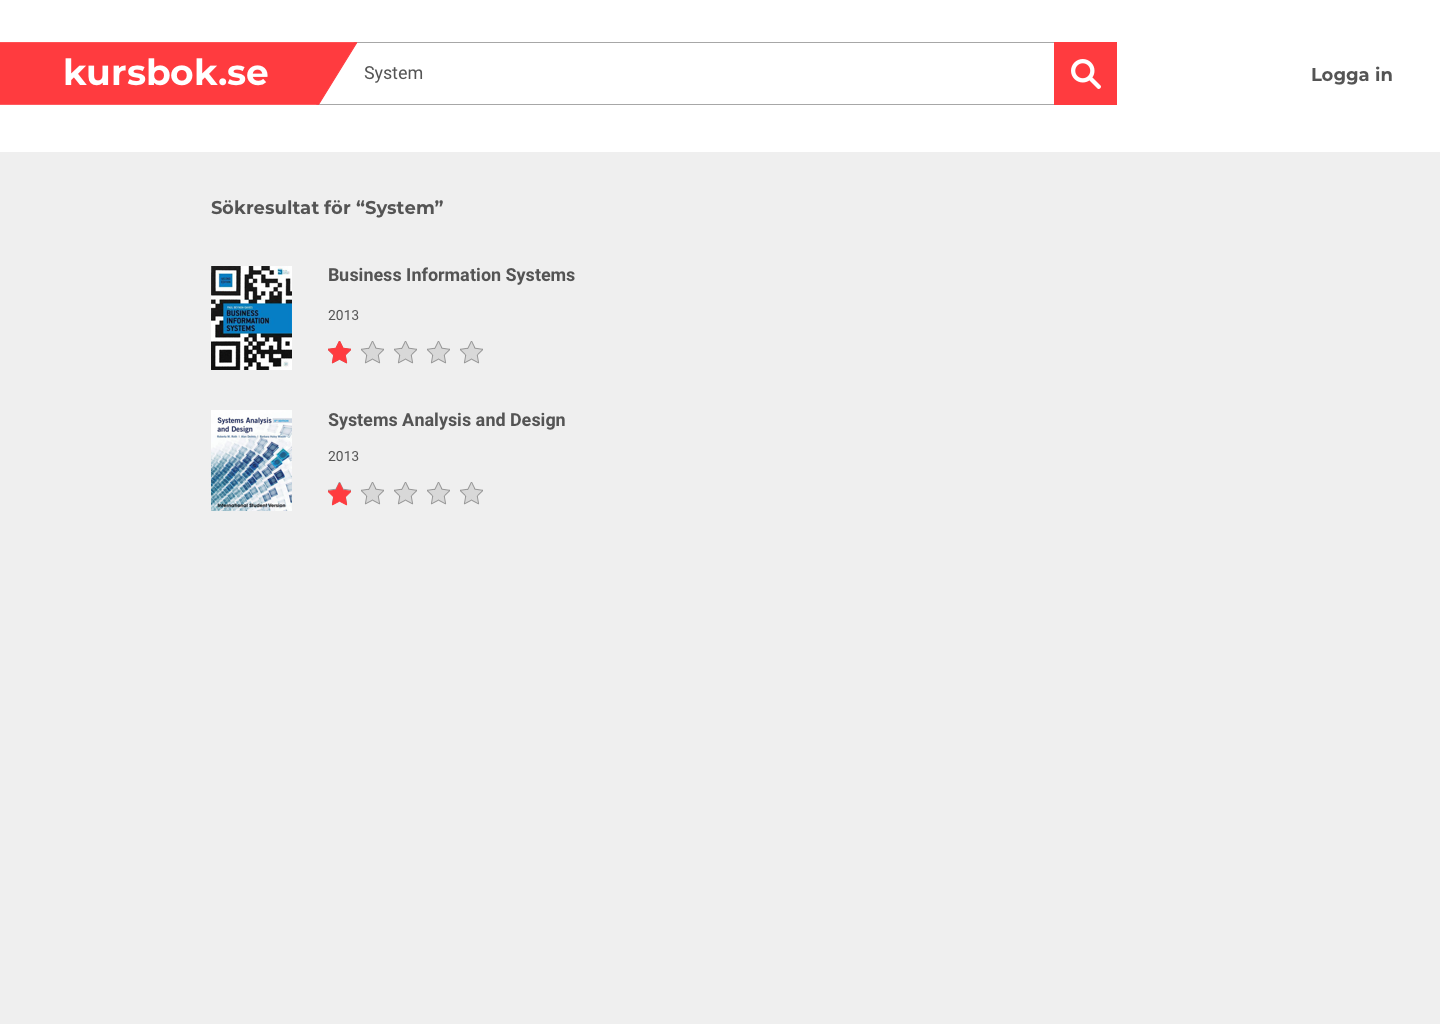 kursbok.se
System
Logga in
Sökresultat för “System”
BUSINESS
INFORMATION
SYSTEMS
Business Information Systems
2013
Systems Analysis
and Design
International Student Version
Systems Analysis and Design
2013